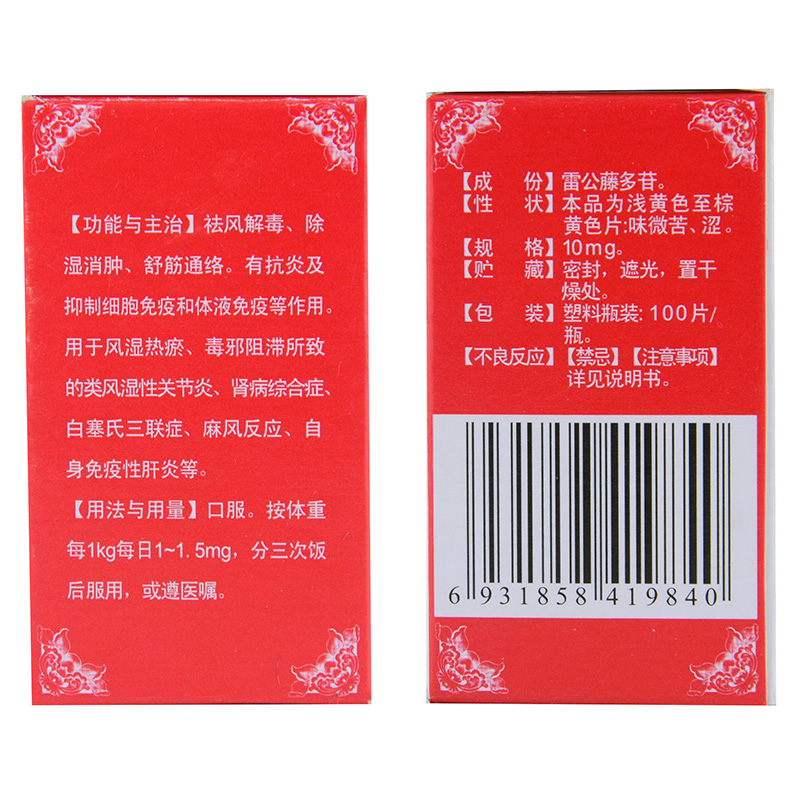 【功能与主治】祛风解毒、除
湿消肿、舒筋通络。有抗炎及
抑制细胞免疫和体液免疫等作用。
用于风湿热瘀、毒邪阻滞所致
的类风湿性关节炎、肾病综合症、
白塞氏三联症、麻风反应、自
身免疫性肝炎等。
【用法与用量】口服。按体重
每1kg每日1~1.5mg，分三次饭
后服用，或遵医嘱。
【成 份】雷公藤多苷。
【性 状】本品为浅黄色至棕
黄色片:味微苦、涩。
【规 格】10mg。
【贮 藏】密封，遮光，置干
燥处。
【包 装】塑料瓶装:100片/
瓶。
【不良反应】【禁忌】【注意事项】
详见说明书。
6 931858 419840